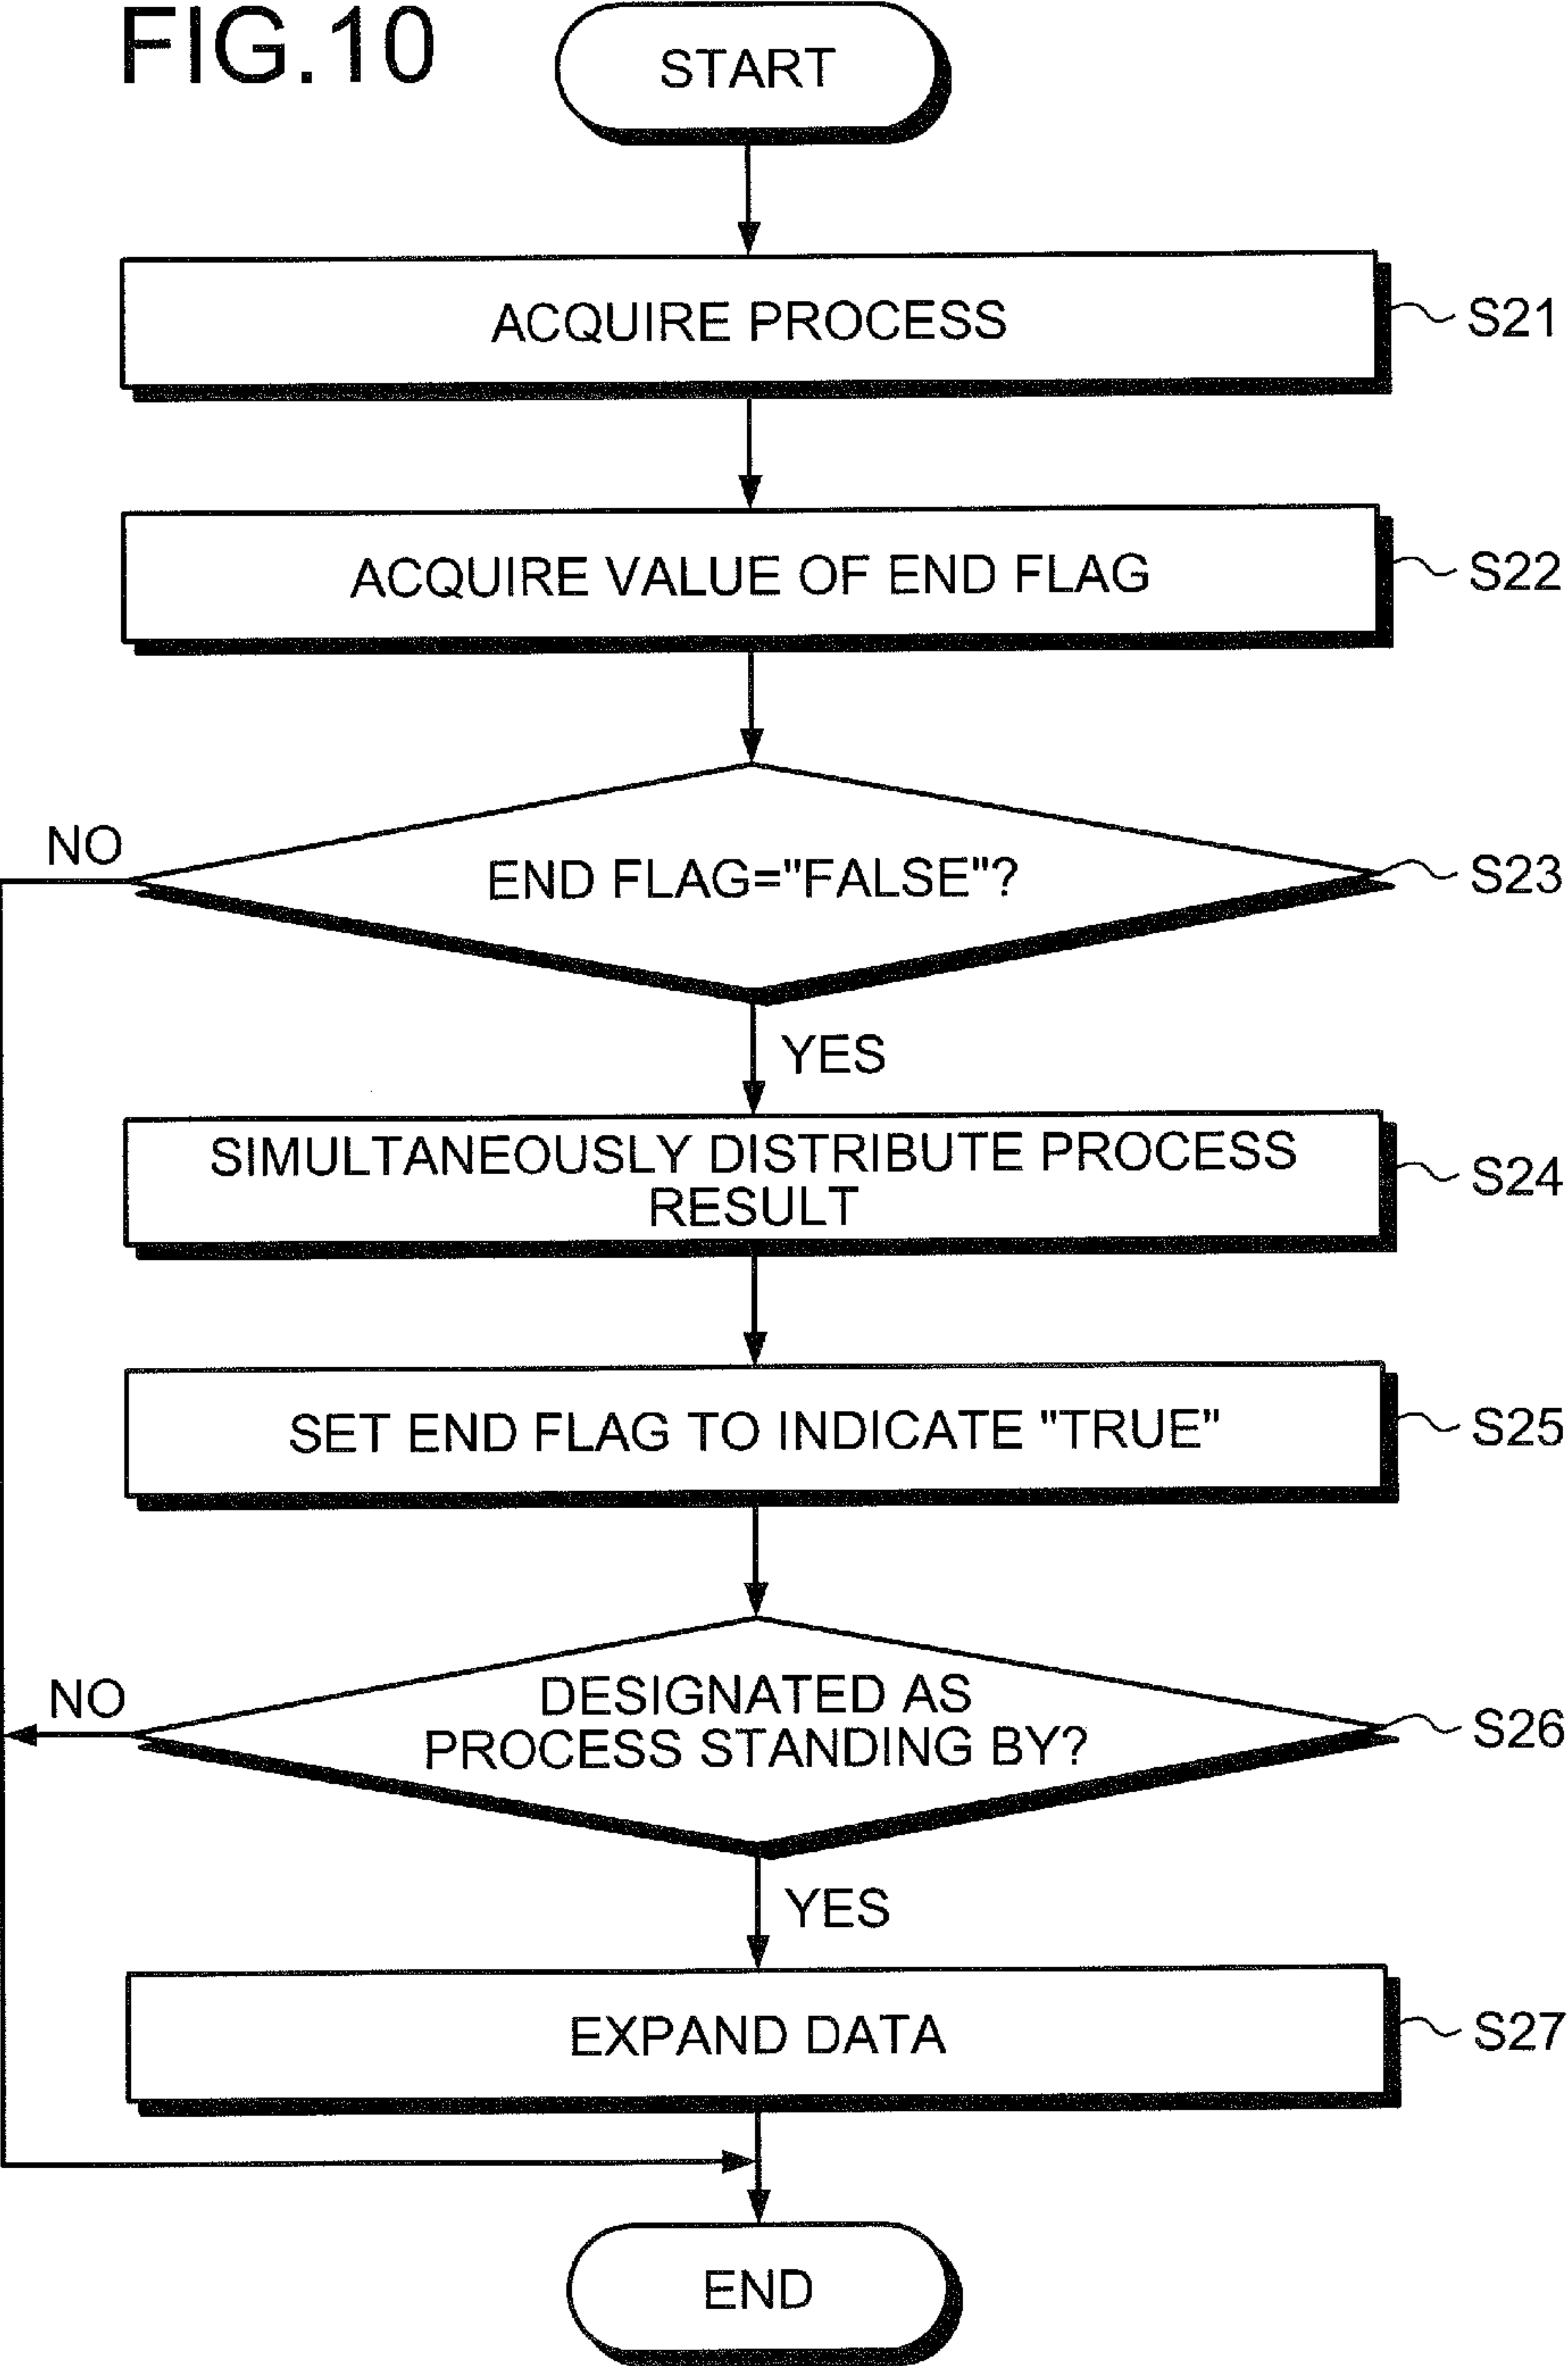 FIG.10
START
ACQUIRE PROCESS
S21
ACQUIRE VALUE OF END FLAG
S22
NO
END FLAG="FALSE"?
S23
YES
SIMULTANEOUSLY DISTRIBUTE PROCESS
RESULT
S24
SET END FLAG TO INDICATE "TRUE"
S25
NO
DESIGNATED AS
PROCESS STANDING BY?
S26
YES
EXPAND DATA
S27
END